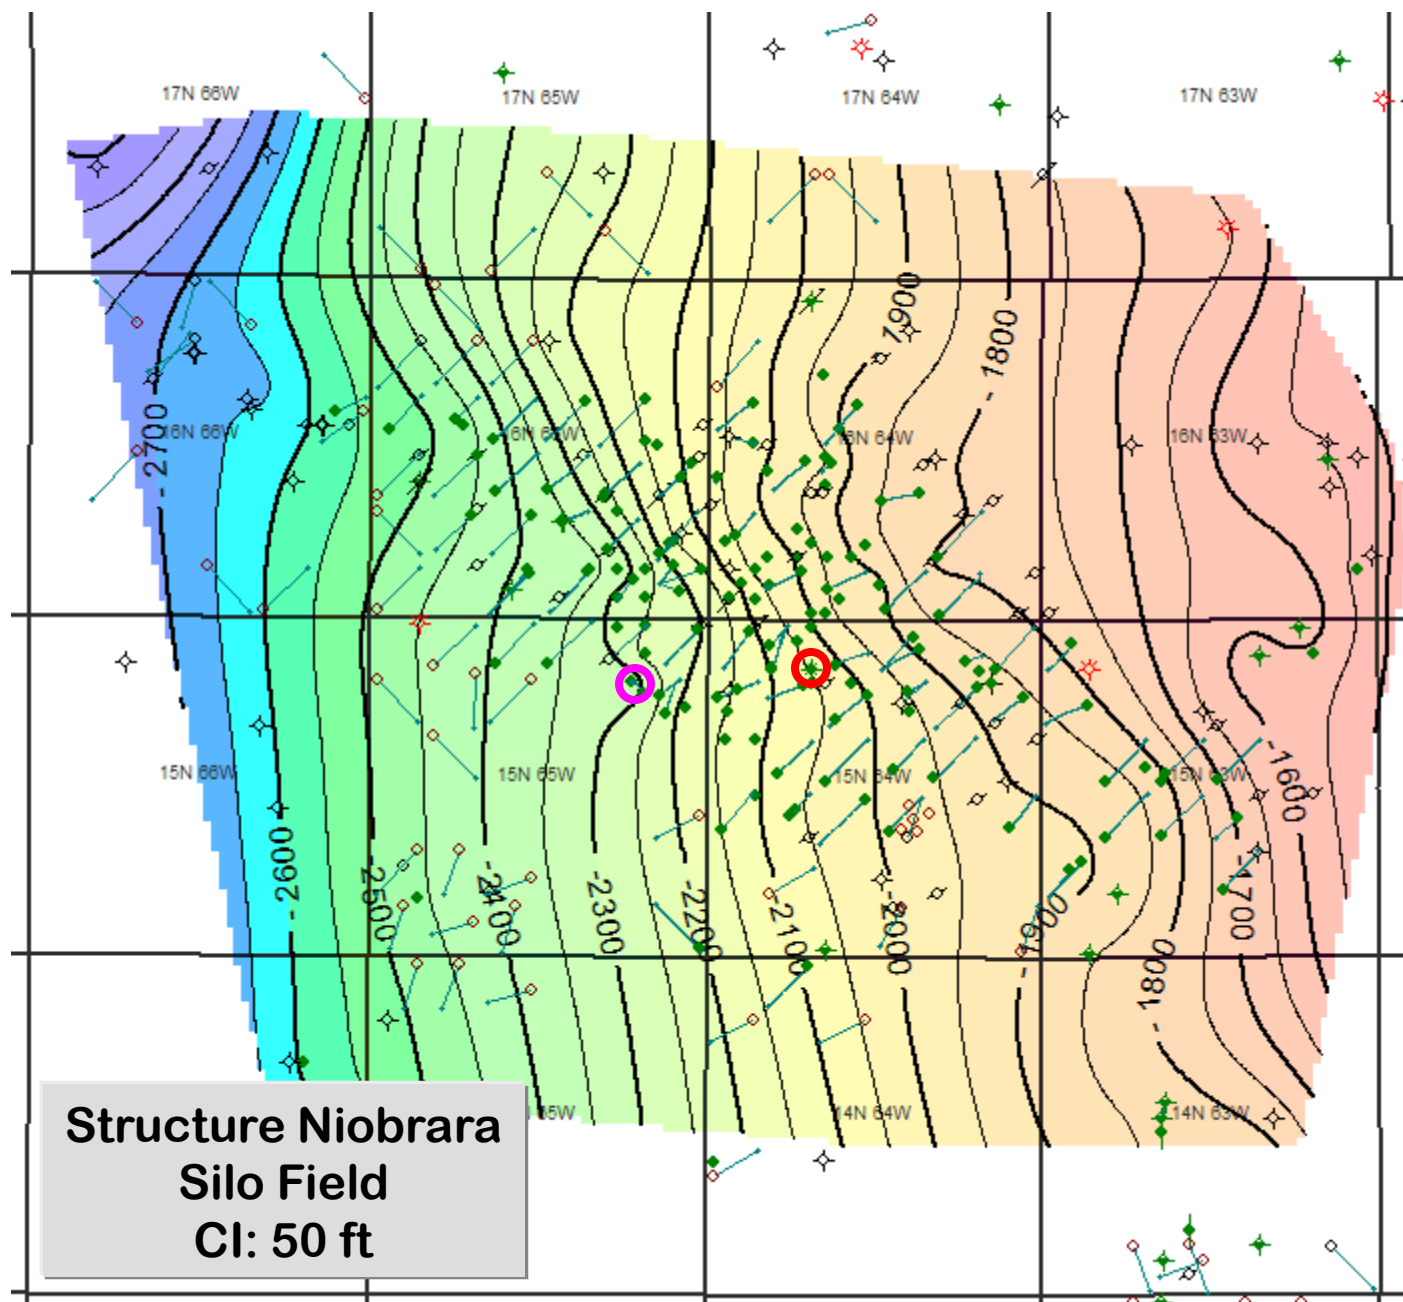 17N 66W
17N 65W
17N 64W
17N 63W
1900
- 1800
- 2700
16N 66W
16N 65W
16N 64W
16N 63W
15N 66W
15N 65W
15N 64W
15N 63W
-1600
- 2600
-2500
-2400
-2300
-2200
-2100
-2000
- 1900
- 1800
-1700
14N 64W
14N 63W
Structure Niobrara
Silo Field
CI: 50 ft